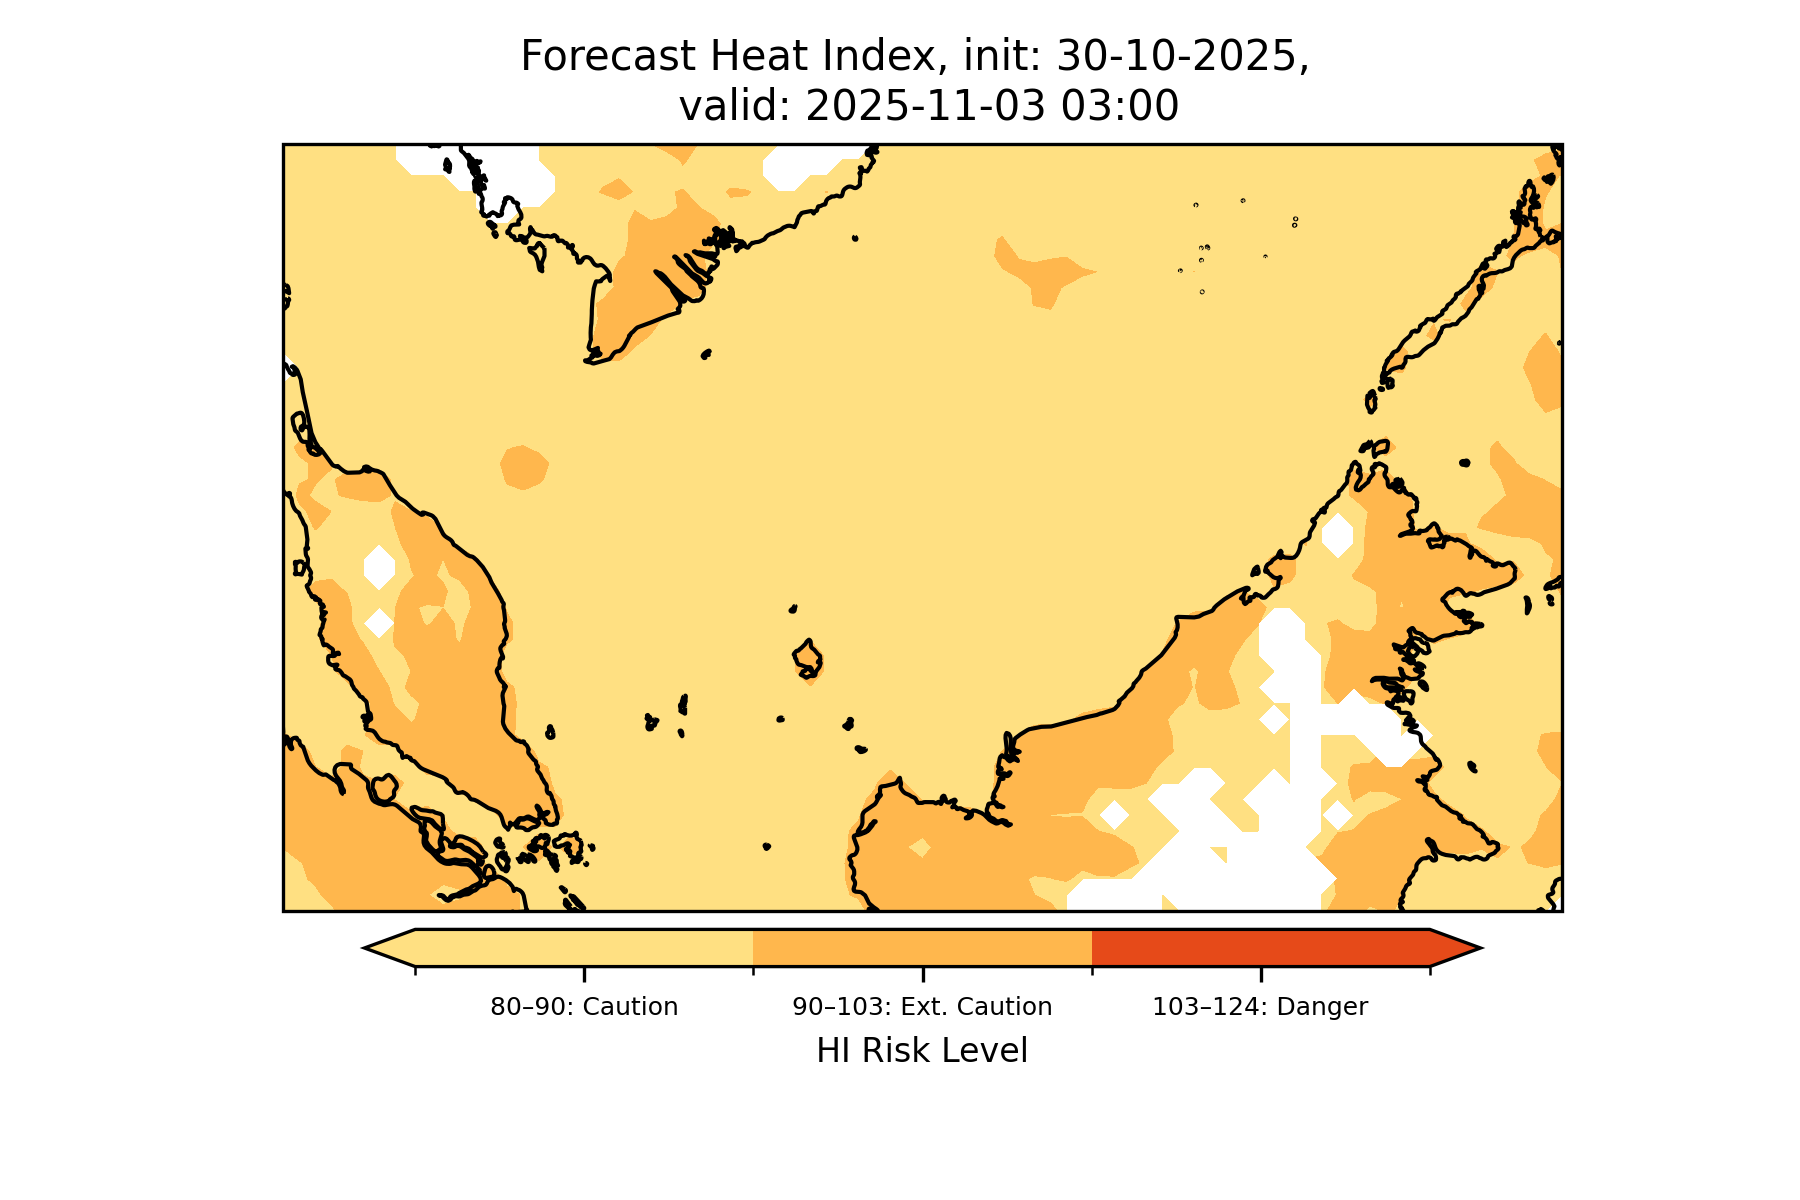 Forecast Heat Index, init: 30-10-2025,
valid: 2025-11-03 03:00
80–90: Caution
90–103: Ext. Caution
103–124: Danger
HI Risk Level